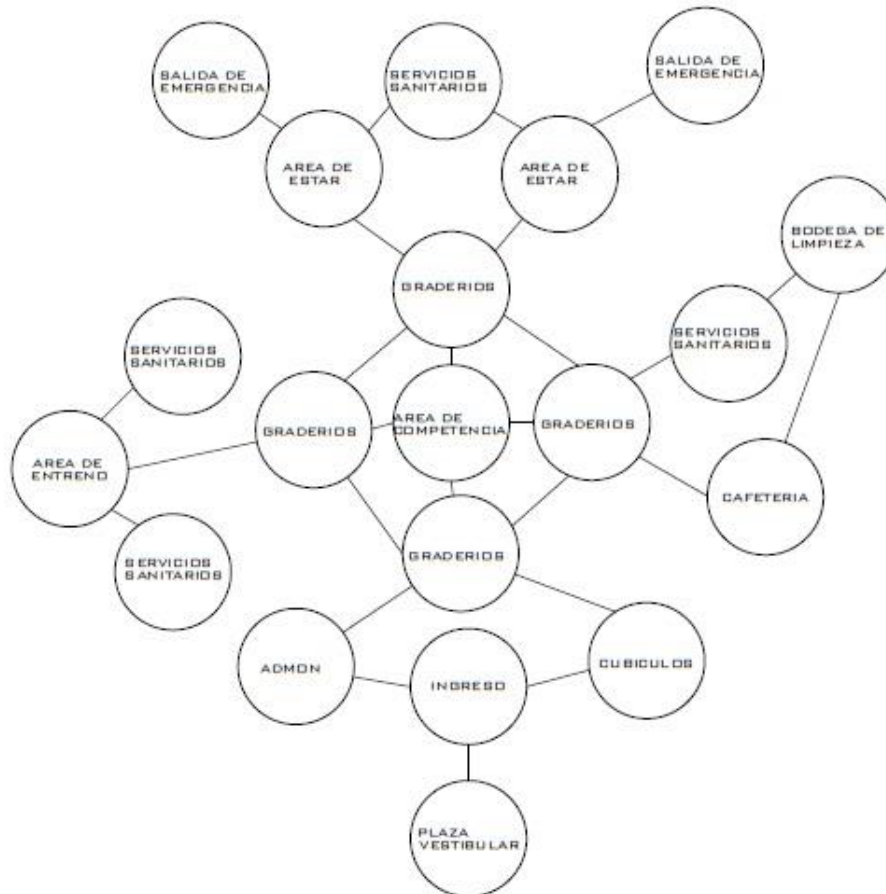 SALIDA DE
EMERGENCIA
SERVICIOS
SANITARIOS
SALIDA DE
EMERGENCIA
AREA DE
ESTAR
AREA DE
ESTAR
BODEGA DE
LIMPIEZA
GRADERIOS
SERVICIOS
SANITARIOS
SERVICIOS
SANITARIOS
GRADERIOS
AREA DE
COMPETENCIA
GRADERIOS
AREA DE
ENTRENO
CAFETERIA
GRADERIOS
SERVICIOS
SANITARIOS
ADMON
INGRESO
CUBICULOS
PLAZA
VESTIBULAR